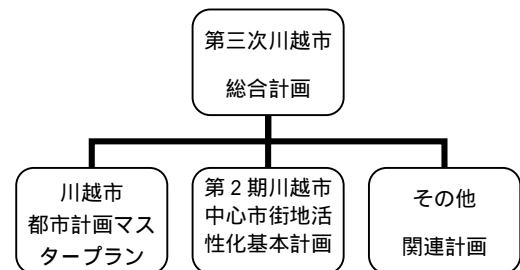 第三次川越市
総合計画
川越市
都市計画マス
タープラン
第２期川越市
中心市街地活
性化基本計画
その他
関連計画